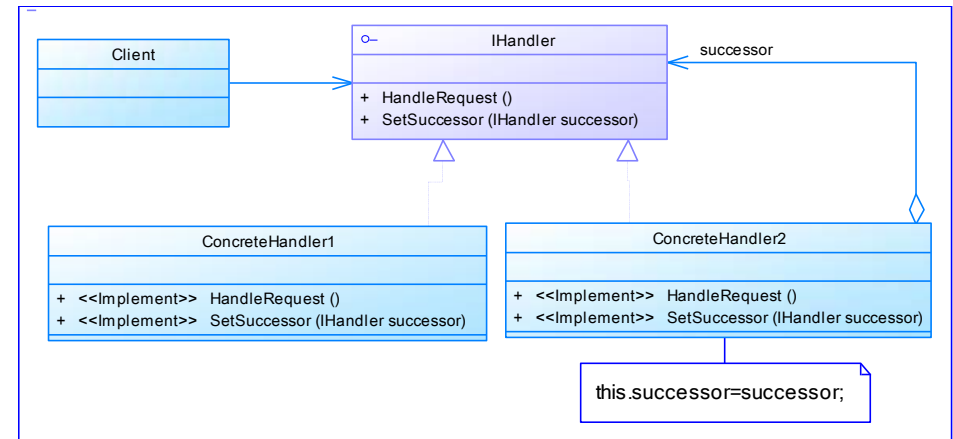 Client
IHandler
+ HandleRequest ()
+ SetSuccessor (IHandler successor)
successor
ConcreteHandler1
+ <<Implement>> HandleRequest ()
+ <<Implement>> SetSuccessor (IHandler successor)
ConcreteHandler2
+ <<Implement>> HandleRequest ()
+ <<Implement>> SetSuccessor (IHandler successor)
this.successor=successor;